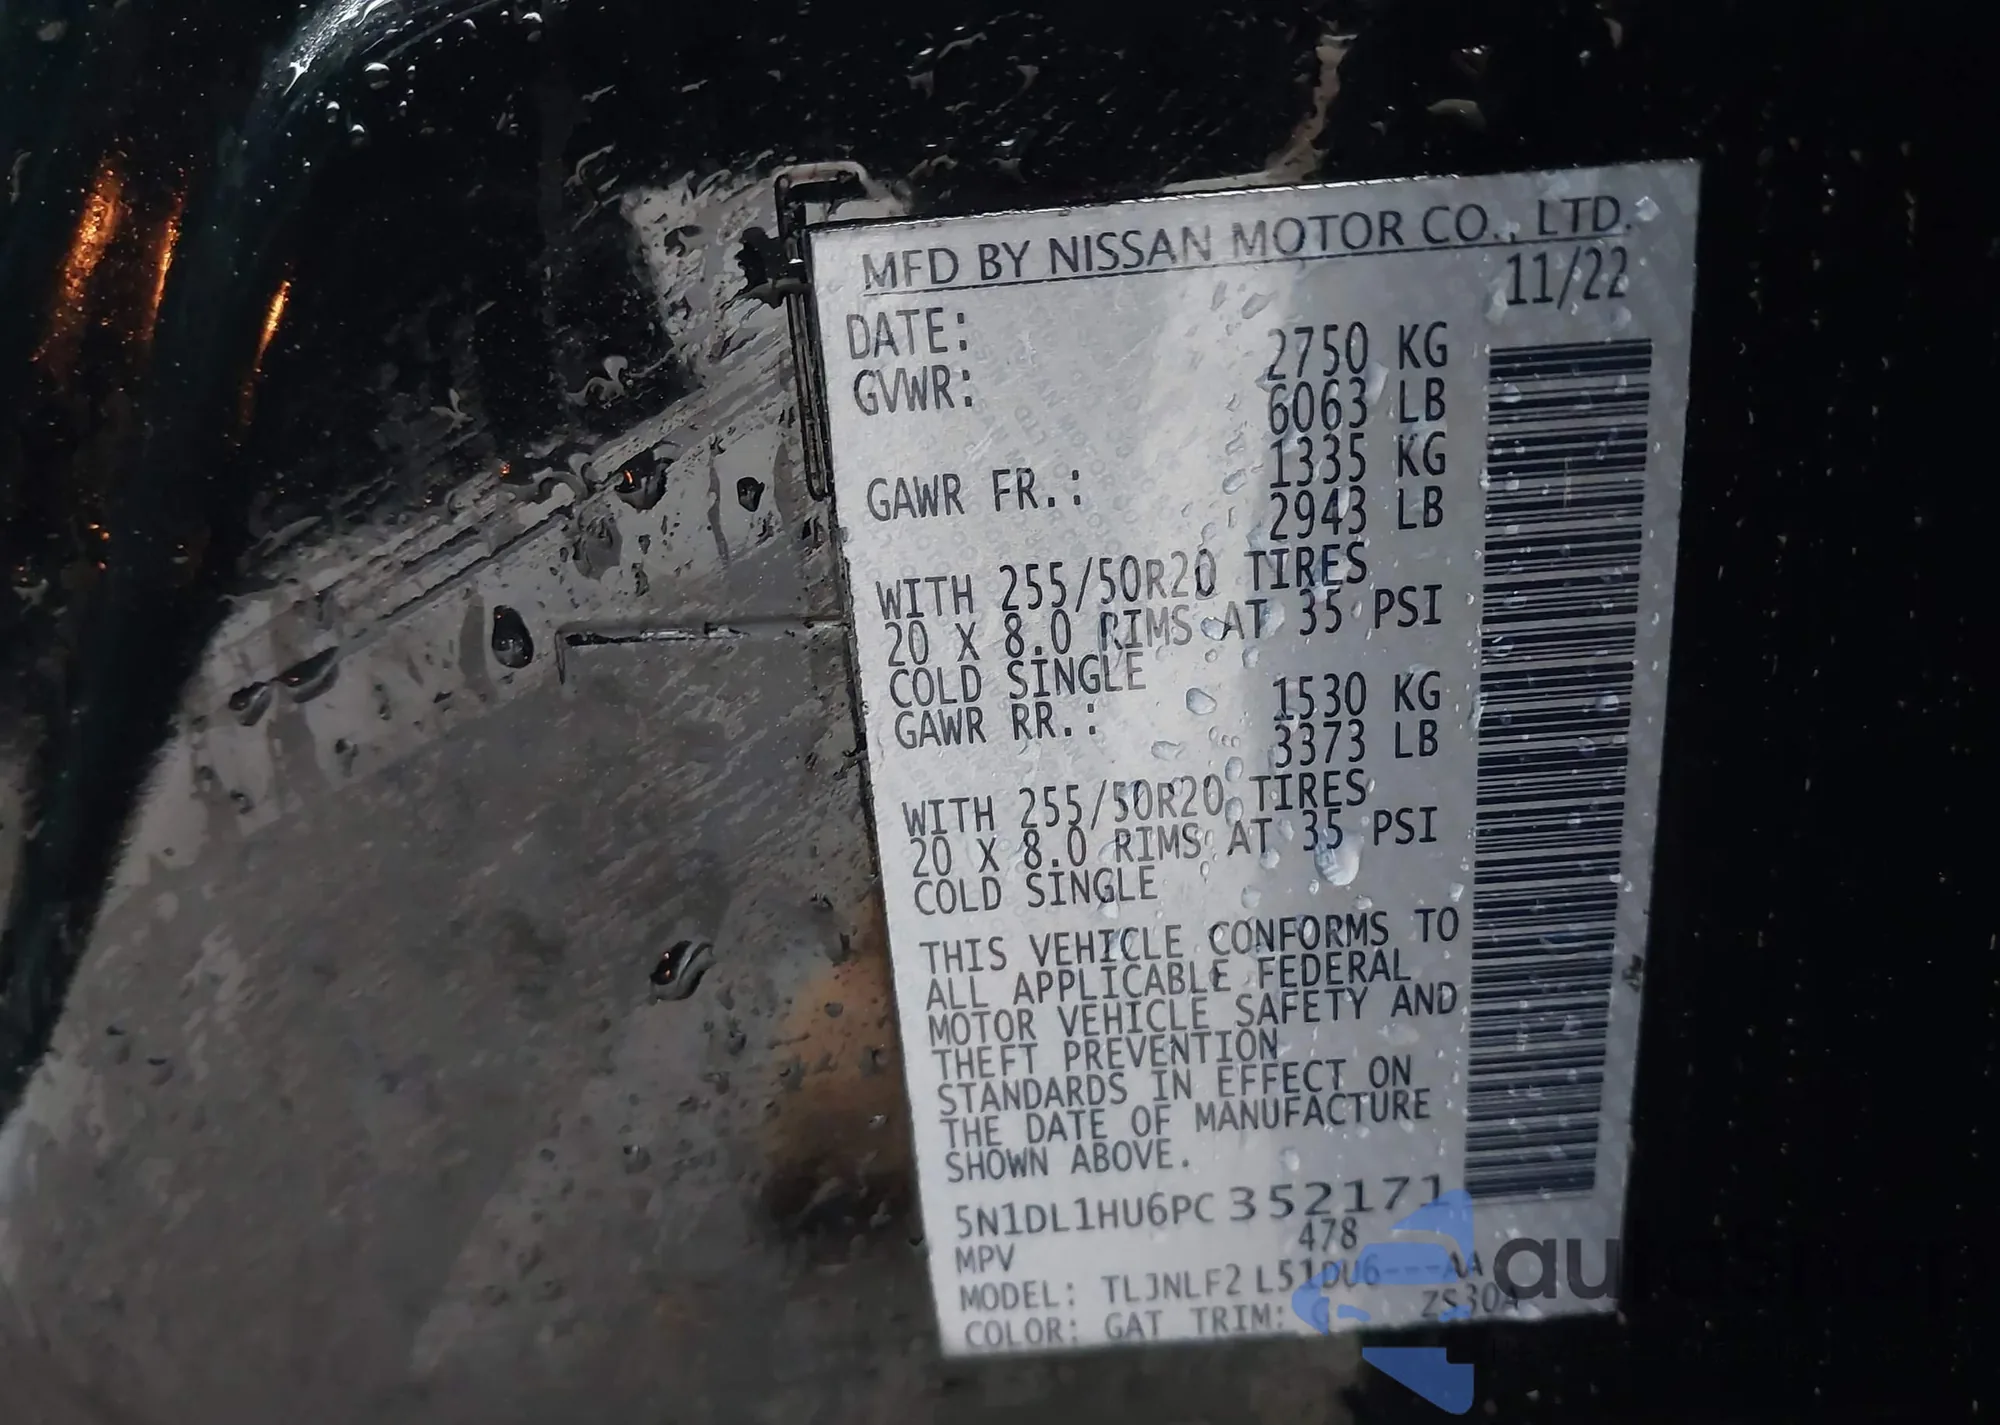 MFD BY NISSAN MOTOR CO., LTD.
DATE: 11/22
GVWR: 2750 KG
6063 LB
GAWR FR.: 1335 KG
2943 LB
WITH 255/50R20 TIRES
20 X 8.0 RIMS AT 35 PSI
COLD SINGLE
GAWR RR.: 1530 KG
3373 LB
WITH 255/50R20 TIRES
20 X 8.0 RIMS AT 35 PSI
COLD SINGLE
THIS VEHICLE CONFORMS TO
ALL APPLICABLE FEDERAL
MOTOR VEHICLE SAFETY AND
THEFT PREVENTION
STANDARDS IN EFFECT ON
THE DATE OF MANUFACTURE
SHOWN ABOVE.
5N1DL1HU6PC352171
MPV 478
MODEL: TLJNLF2 L51DU6---AA
COLOR: GAT TRIM: G ZS30A